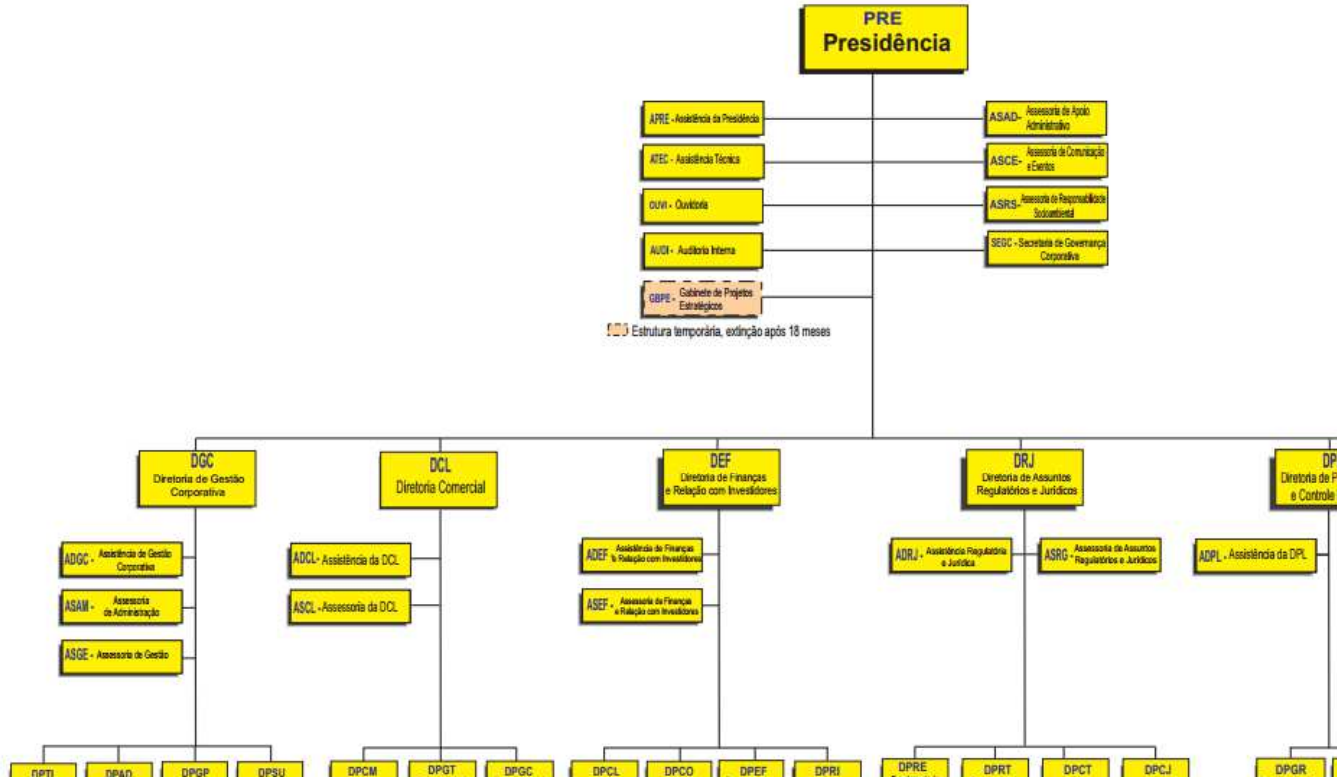 PRE
Presidência
APRE - Assistência da Presidência
ASAD- Assessoria de Apoio
Administrativo
ATEC - Assistência Técnica
ASCE- Assessoria de Comunicação
e Eventos
OUVI - Ouvidoria
ASRS- Assessoria de Responsabilidade
Socioambiental
AUDI - Auditoria Interna
SEGC - Secretaria de Governança
Corporativa
GBPE - Gabinete de Projetos
Estratégicos
Estrutura temporária, extinção após 18 meses
DGC
Diretoria de Gestão
Corporativa
DCL
Diretoria Comercial
DEF
Diretoria de Finanças
e Relação com Investidores
DRJ
Diretoria de Assuntos
Regulatórios e Jurídicos
DP
Diretoria de P
e Controle
ADGC - Assistência de Gestão
Corporativa
ADCL - Assistência da DCL
ADEF - Assistência de Finanças
e Relação com Investidores
ADRJ - Assistência Regulatória
e Jurídica
ASRG - Assessoria de Assuntos
Regulatórios e Jurídicos
ADPL - Assistência da DPL
ASAM - Assessoria
de Administração
ASCL - Assessoria da DCL
ASEF - Assessoria de Finanças
e Relação com Investidores
ASGE - Assessoria de Gestão
DPTI
DPAD
DPGP
DPSU
DPCM
DPGT
DPGC
DPCL
DPCO
DPEF
DPRI
DPRE
DPRT
DPCT
DPCJ
DPGR